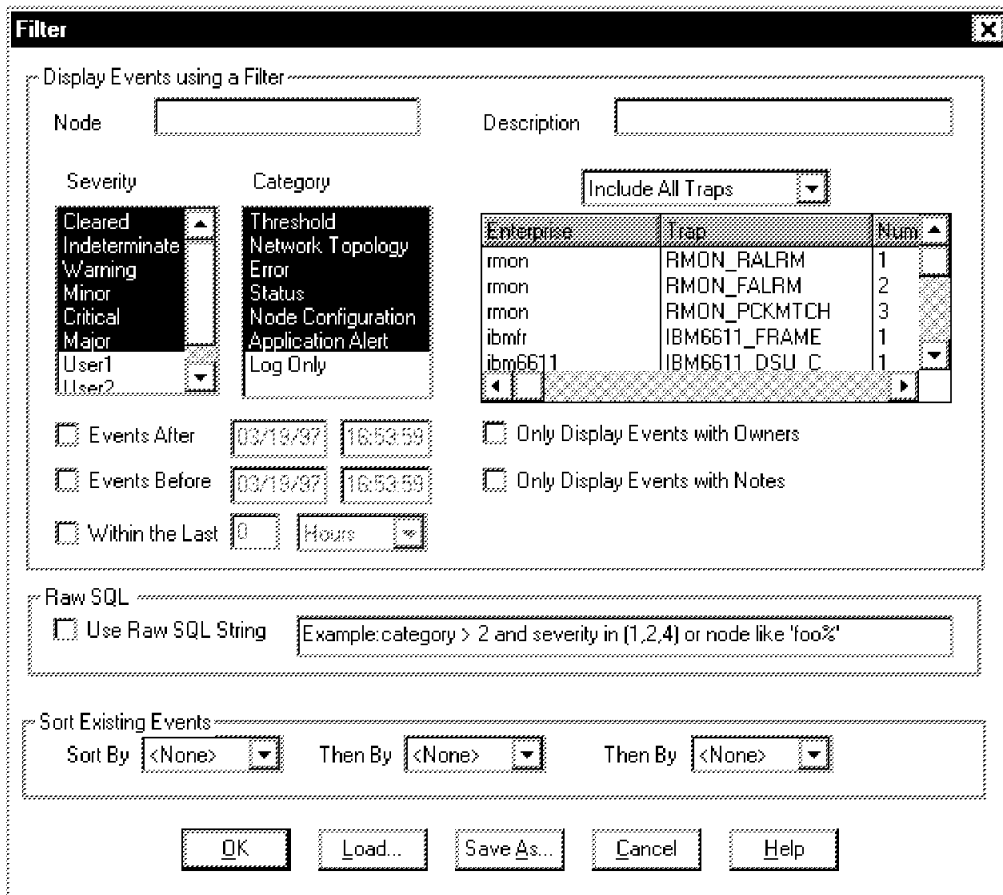 Filter
Display Events using a Filter
Node
Description
Severity
Category
Include All Traps
Cleared
Indeterminate
Warning
Minor
Critical
Major
User1
User2
Threshold
Network Topology
Error
Status
Node Configuration
Application Alert
Log Only
Enterprise Trap Num
rmon RMON_RALRM 1
rmon RMON_FALRM 2
rmon RMON_PCKMTCH 3
ibmfr IBM6611_FRAME 1
ibm6611 IBM6611_DSU_C 1
Events After 03/19/97 16:53:59
Only Display Events with Owners
Events Before 03/19/97 16:53:59
Only Display Events with Notes
Within the Last 0 Hours
Raw SQL
Use Raw SQL String Example:category > 2 and severity in (1,2,4) or node like 'foo%'
Sort Existing Events
Sort By <None> Then By <None> Then By <None>
OK Load... Save As... Cancel Help